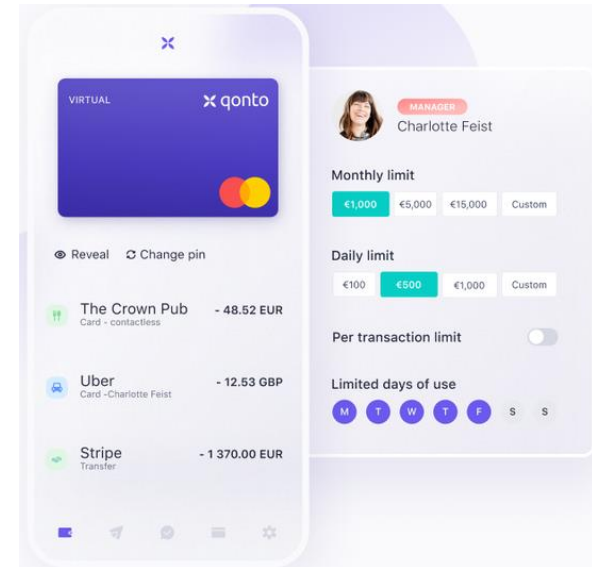 VIRTUAL
qonto
Reveal
Change pin
The Crown Pub - 48.52 EUR
Card - contactless
Uber - 12.53 GBP
Card -Charlotte Feist
Stripe - 1 370.00 EUR
Transfer
MANAGER
Charlotte Feist
Monthly limit
€1,000 €5,000 €15,000 Custom
Daily limit
€100 €500 €1,000 Custom
Per transaction limit
Limited days of use
M T W T F S S